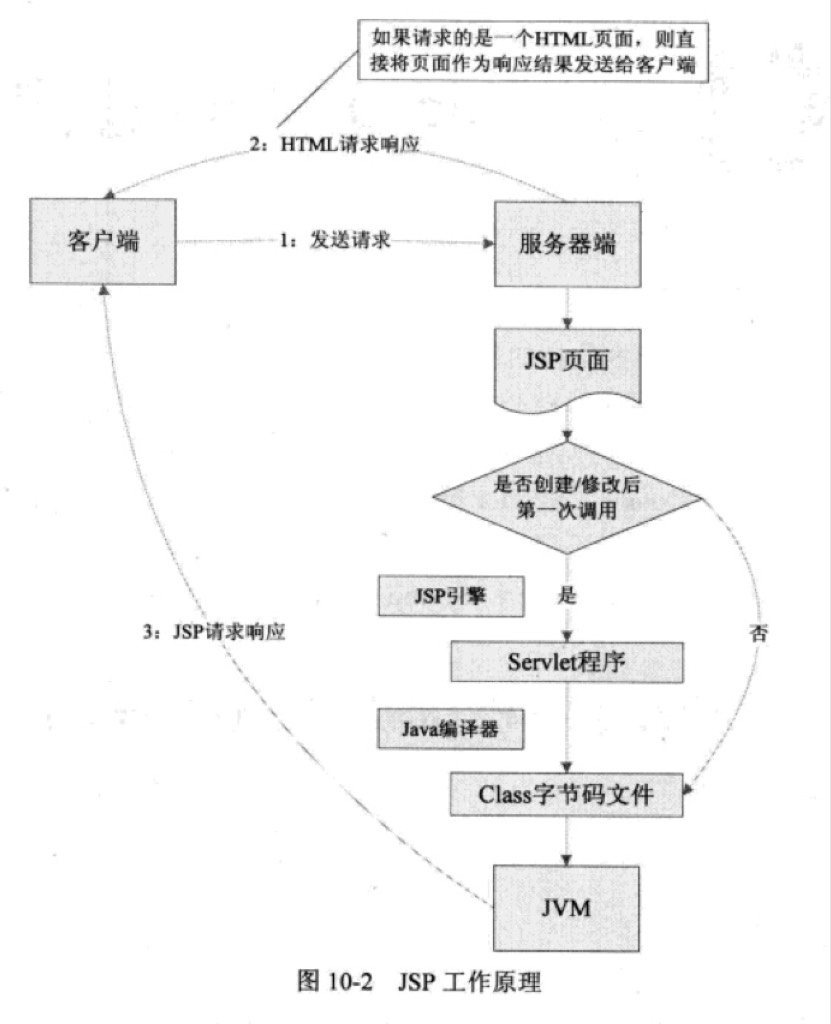 如果请求的是一个HTML页面，则直
接将页面作为响应结果发送给客户端
2：HTML请求响应
客户端
1：发送请求
服务器端
JSP页面
是否创建/修改后
第一次调用
JSP引擎
是
3：JSP请求响应
否
Servlet程序
Java编译器
Class字节码文件
JVM
图 10-2 JSP 工作原理